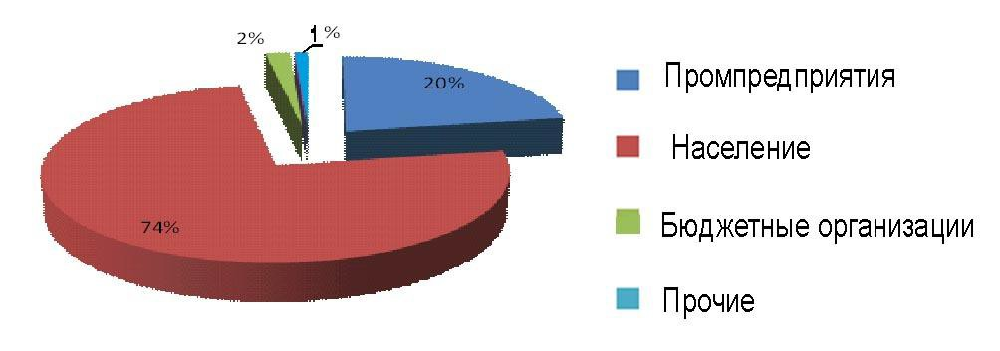 1 %
2%
20%
74%
Промпредприятия
Население
Бюджетные организации
Прочие